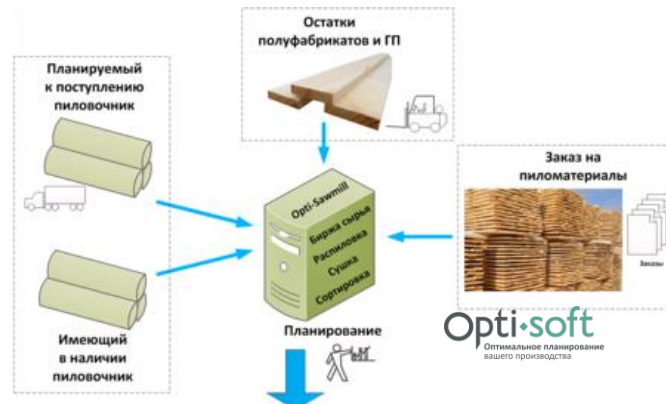 Остатки
полуфабрикатов и ГП
Планируемый
к поступлению
пиловочник
Заказ на
пиломатериалы
Opti-Sawmill
Биржа сырья
Распиловка
Сушка
Сортировка
Заказы
Планирование
Opti-soft
Оптимальное планирование
вашего производства
Имеющий
в наличии
пиловочник